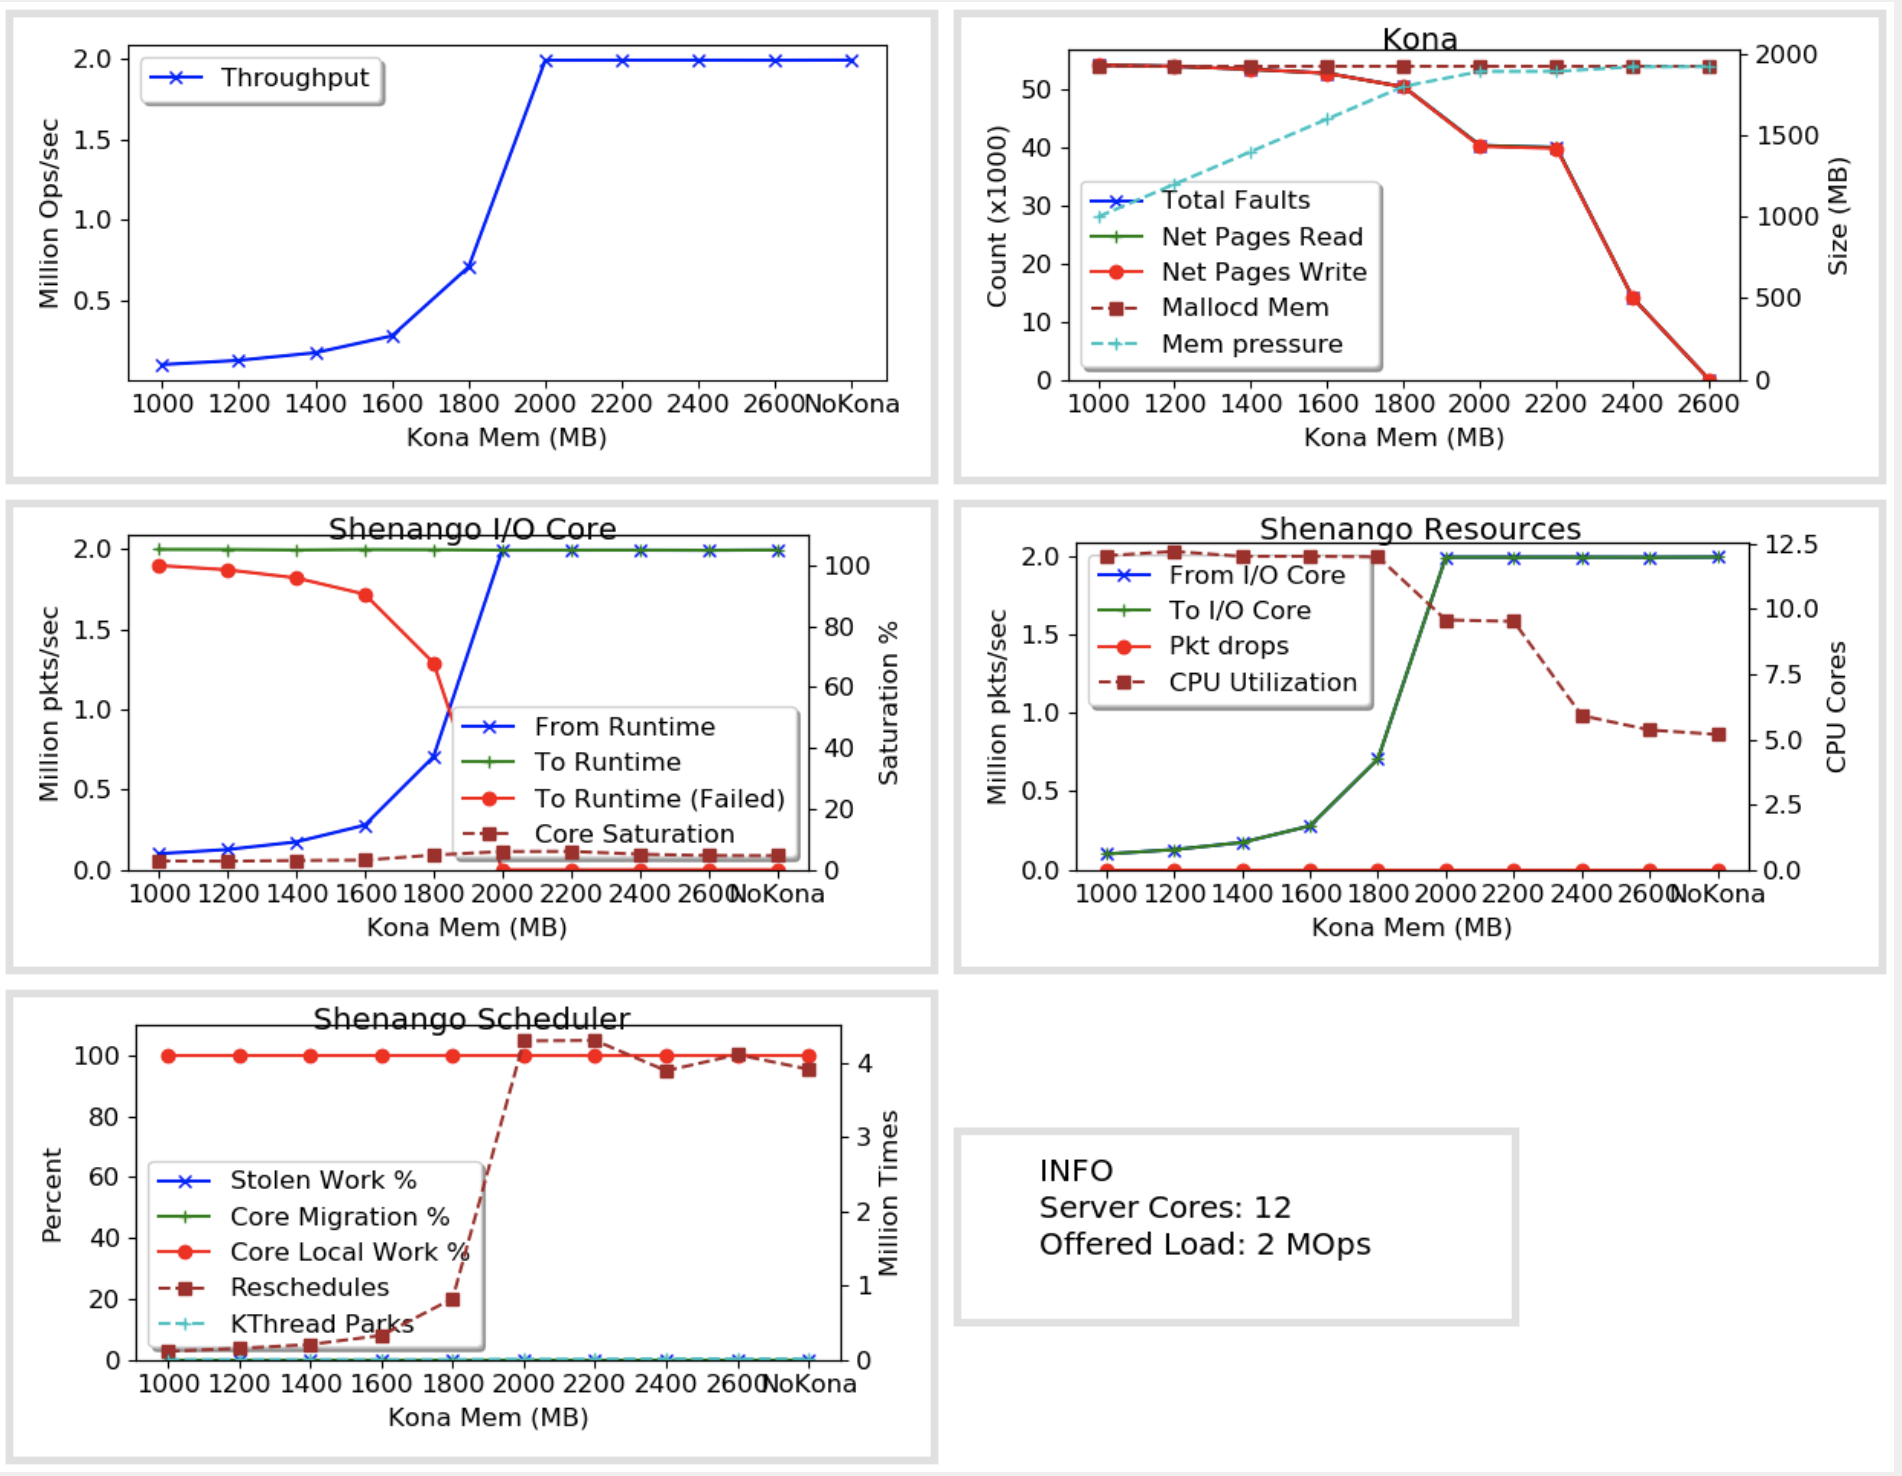 Throughput
2.0
1.5
1.0
0.5
Million Ops/sec
1000 1200 1400 1600 1800 2000 2200 2400 2600NoKona
Kona Mem (MB)
Kona
Total Faults
Net Pages Read
Net Pages Write
Mallocd Mem
Mem pressure
50
40
30
20
10
0
Count (x1000)
2000
1500
1000
500
0
Size (MB)
1000 1200 1400 1600 1800 2000 2200 2400 2600
Kona Mem (MB)
Shenango I/O Core
2.0
1.5
1.0
0.5
0.0
Million pkts/sec
100
80
60
40
20
0
Saturation %
From Runtime
To Runtime
To Runtime (Failed)
Core Saturation
1000 1200 1400 1600 1800 2000 2200 2400 2600NoKona
Kona Mem (MB)
Shenango Resources
2.0
1.5
1.0
0.5
0.0
Million pkts/sec
12.5
10.0
7.5
5.0
2.5
0.0
CPU Cores
From I/O Core
To I/O Core
Pkt drops
CPU Utilization
1000 1200 1400 1600 1800 2000 2200 2400 2600NoKona
Kona Mem (MB)
Shenango Scheduler
100
80
60
40
20
0
Percent
4
3
2
1
0
Million Times
Stolen Work %
Core Migration %
Core Local Work %
Reschedules
KThread Parks
1000 1200 1400 1600 1800 2000 2200 2400 2600NoKona
Kona Mem (MB)
INFO
Server Cores: 12
Offered Load: 2 MOps